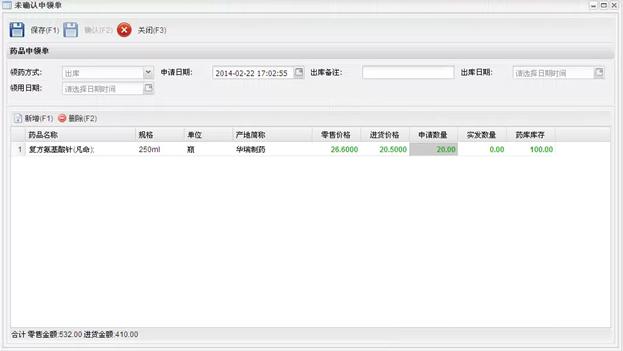 未确认申领单
保存(F1) 确认(F2) 关闭(F3)
药品申领单
领药方式: 出库 申请日期: 2014-02-22 17:02:55 出库备注: 出库日期: 请选择日期时间
领用日期: 请选择日期时间
新增(F1) 删除(F2)
药品名称 规格 单位 产地简称 零售价格 进货价格 申请数量 实发数量 药库库存
1 复方氨基酸针(凡命); 250ml 瓶 华瑞制药 26.6000 20.5000 20.00 0.00 100.00
合计 零售金额:532.00 进货金额:410.00